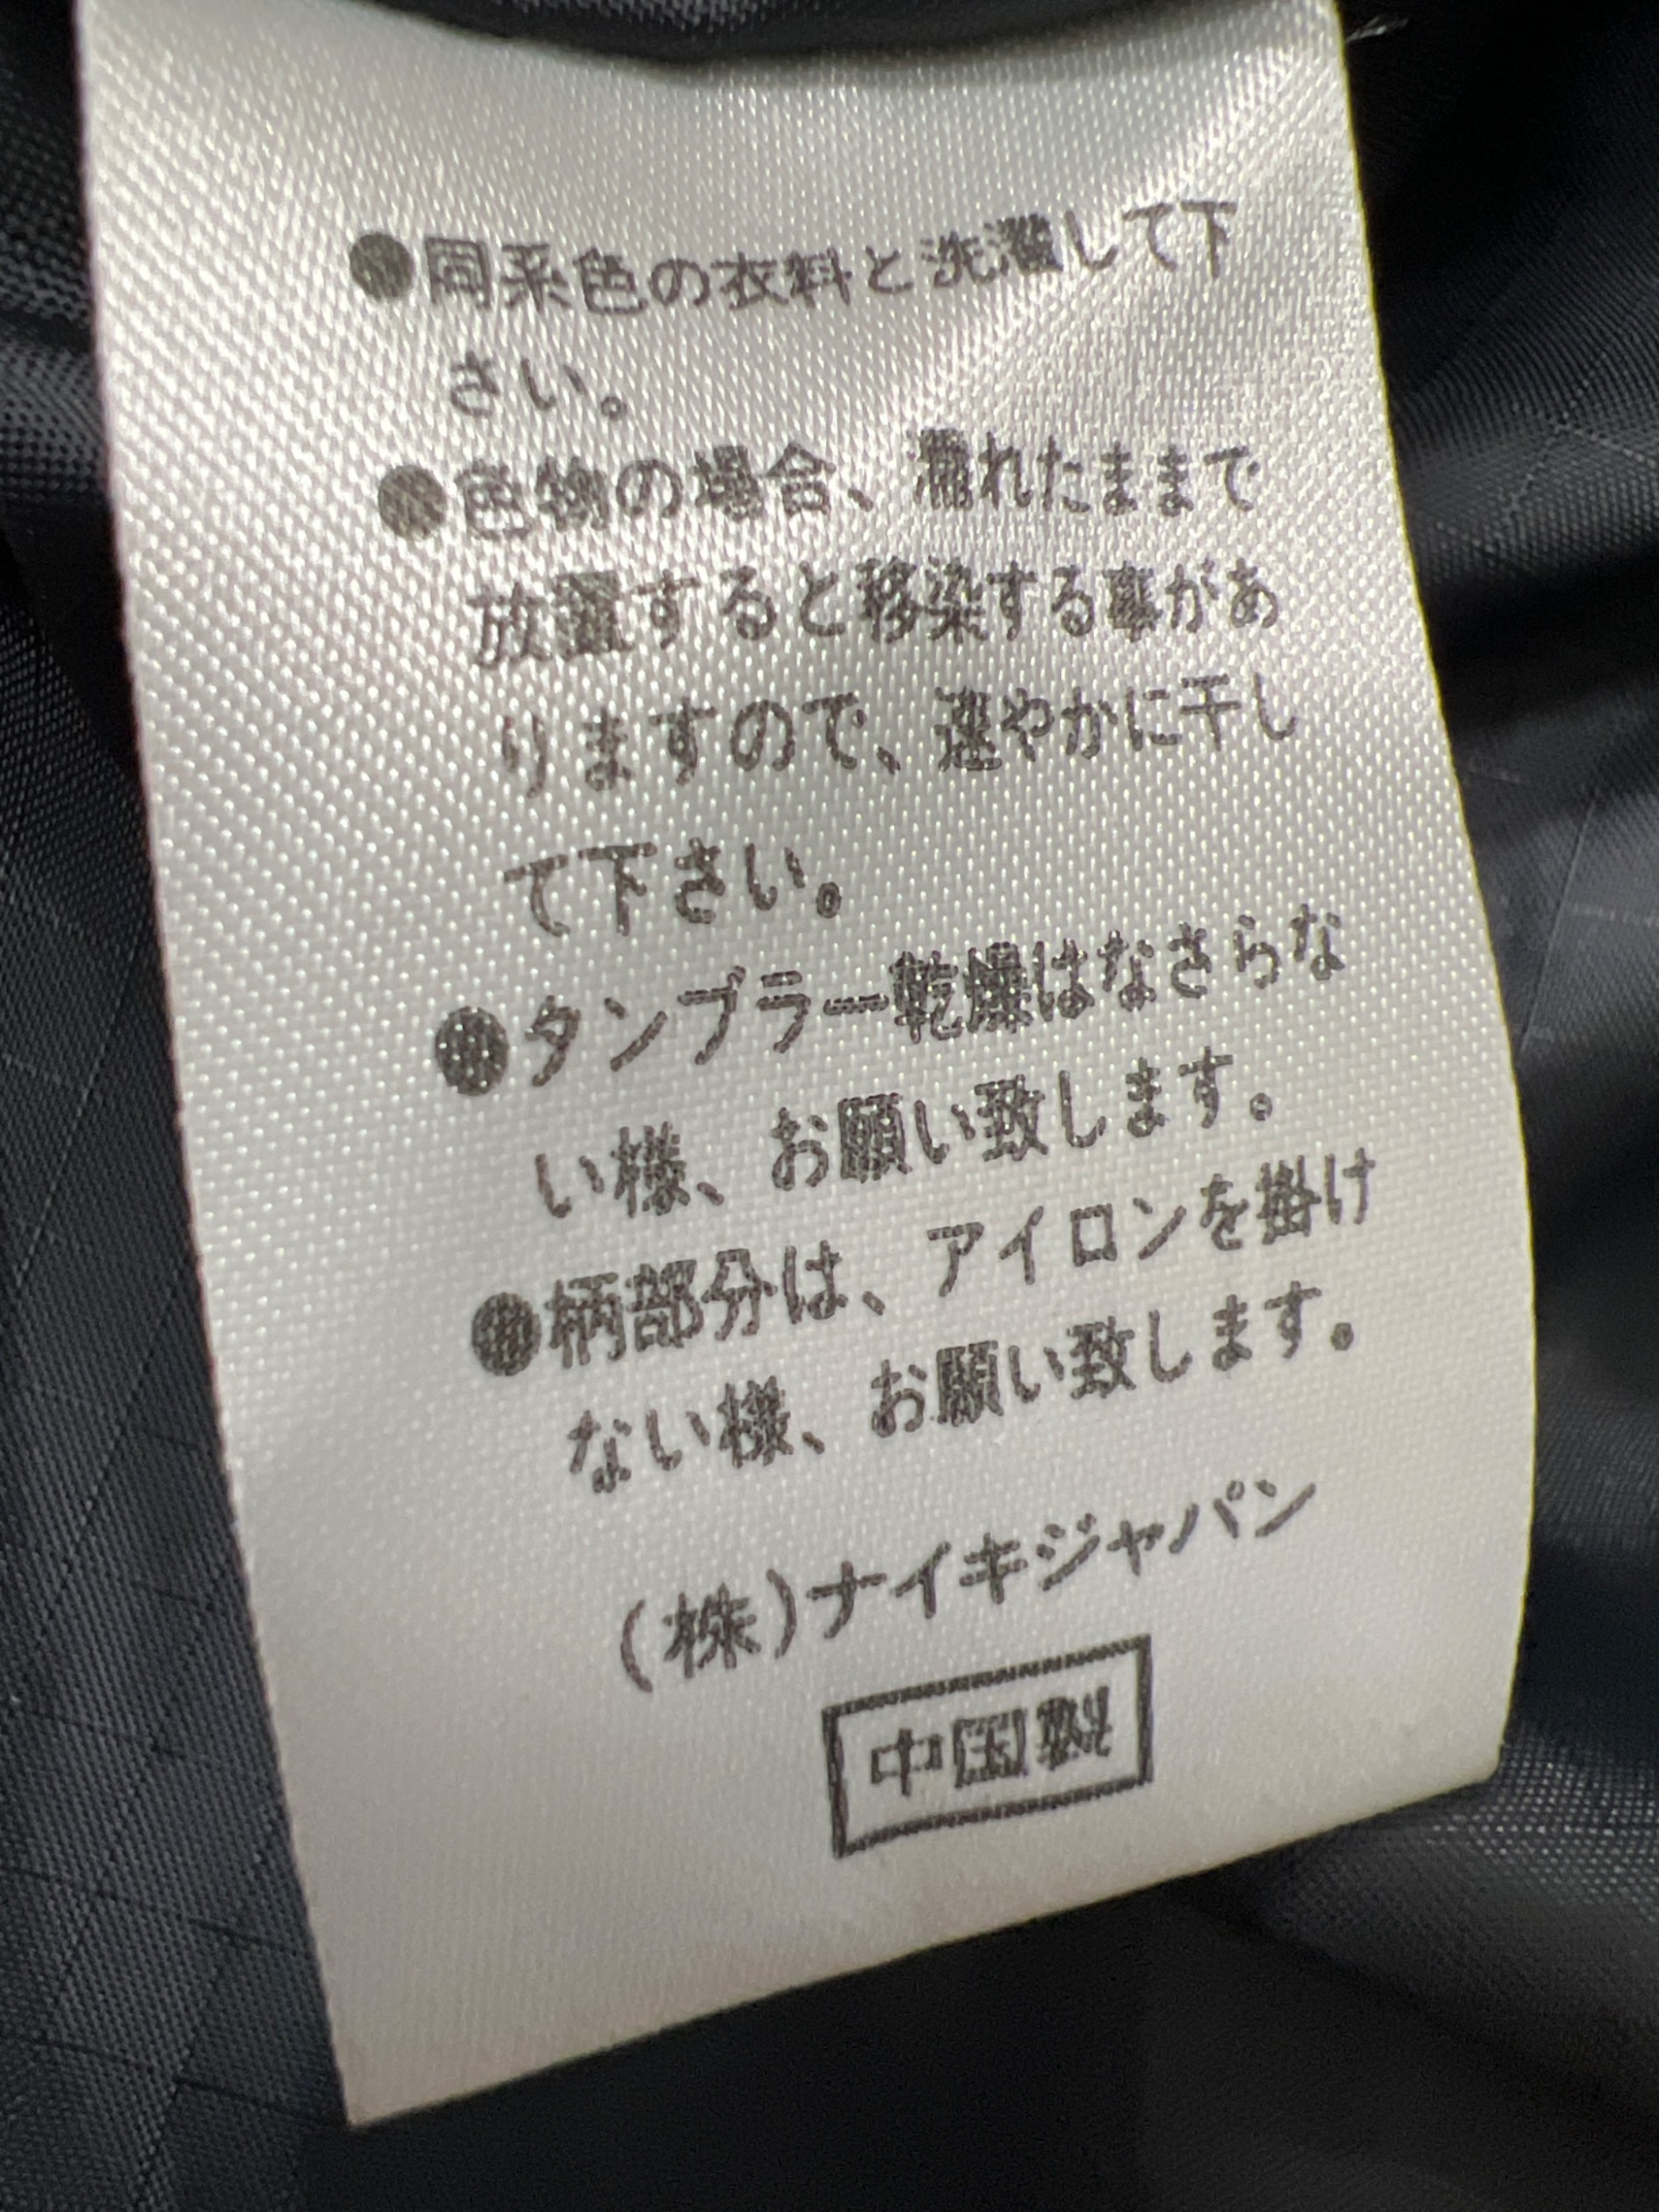 ●同系色の衣料と洗濯して下
さい。
●色物の場合、濡れたままで
放置すると移染する事があ
りますので、速やかに干し
て下さい。
●タンブラー乾燥はなさらな
い様、お願い致します。
●柄部分は、アイロンを掛け
ない様、お願い致します。
(株)ナイキジャパン
中国製